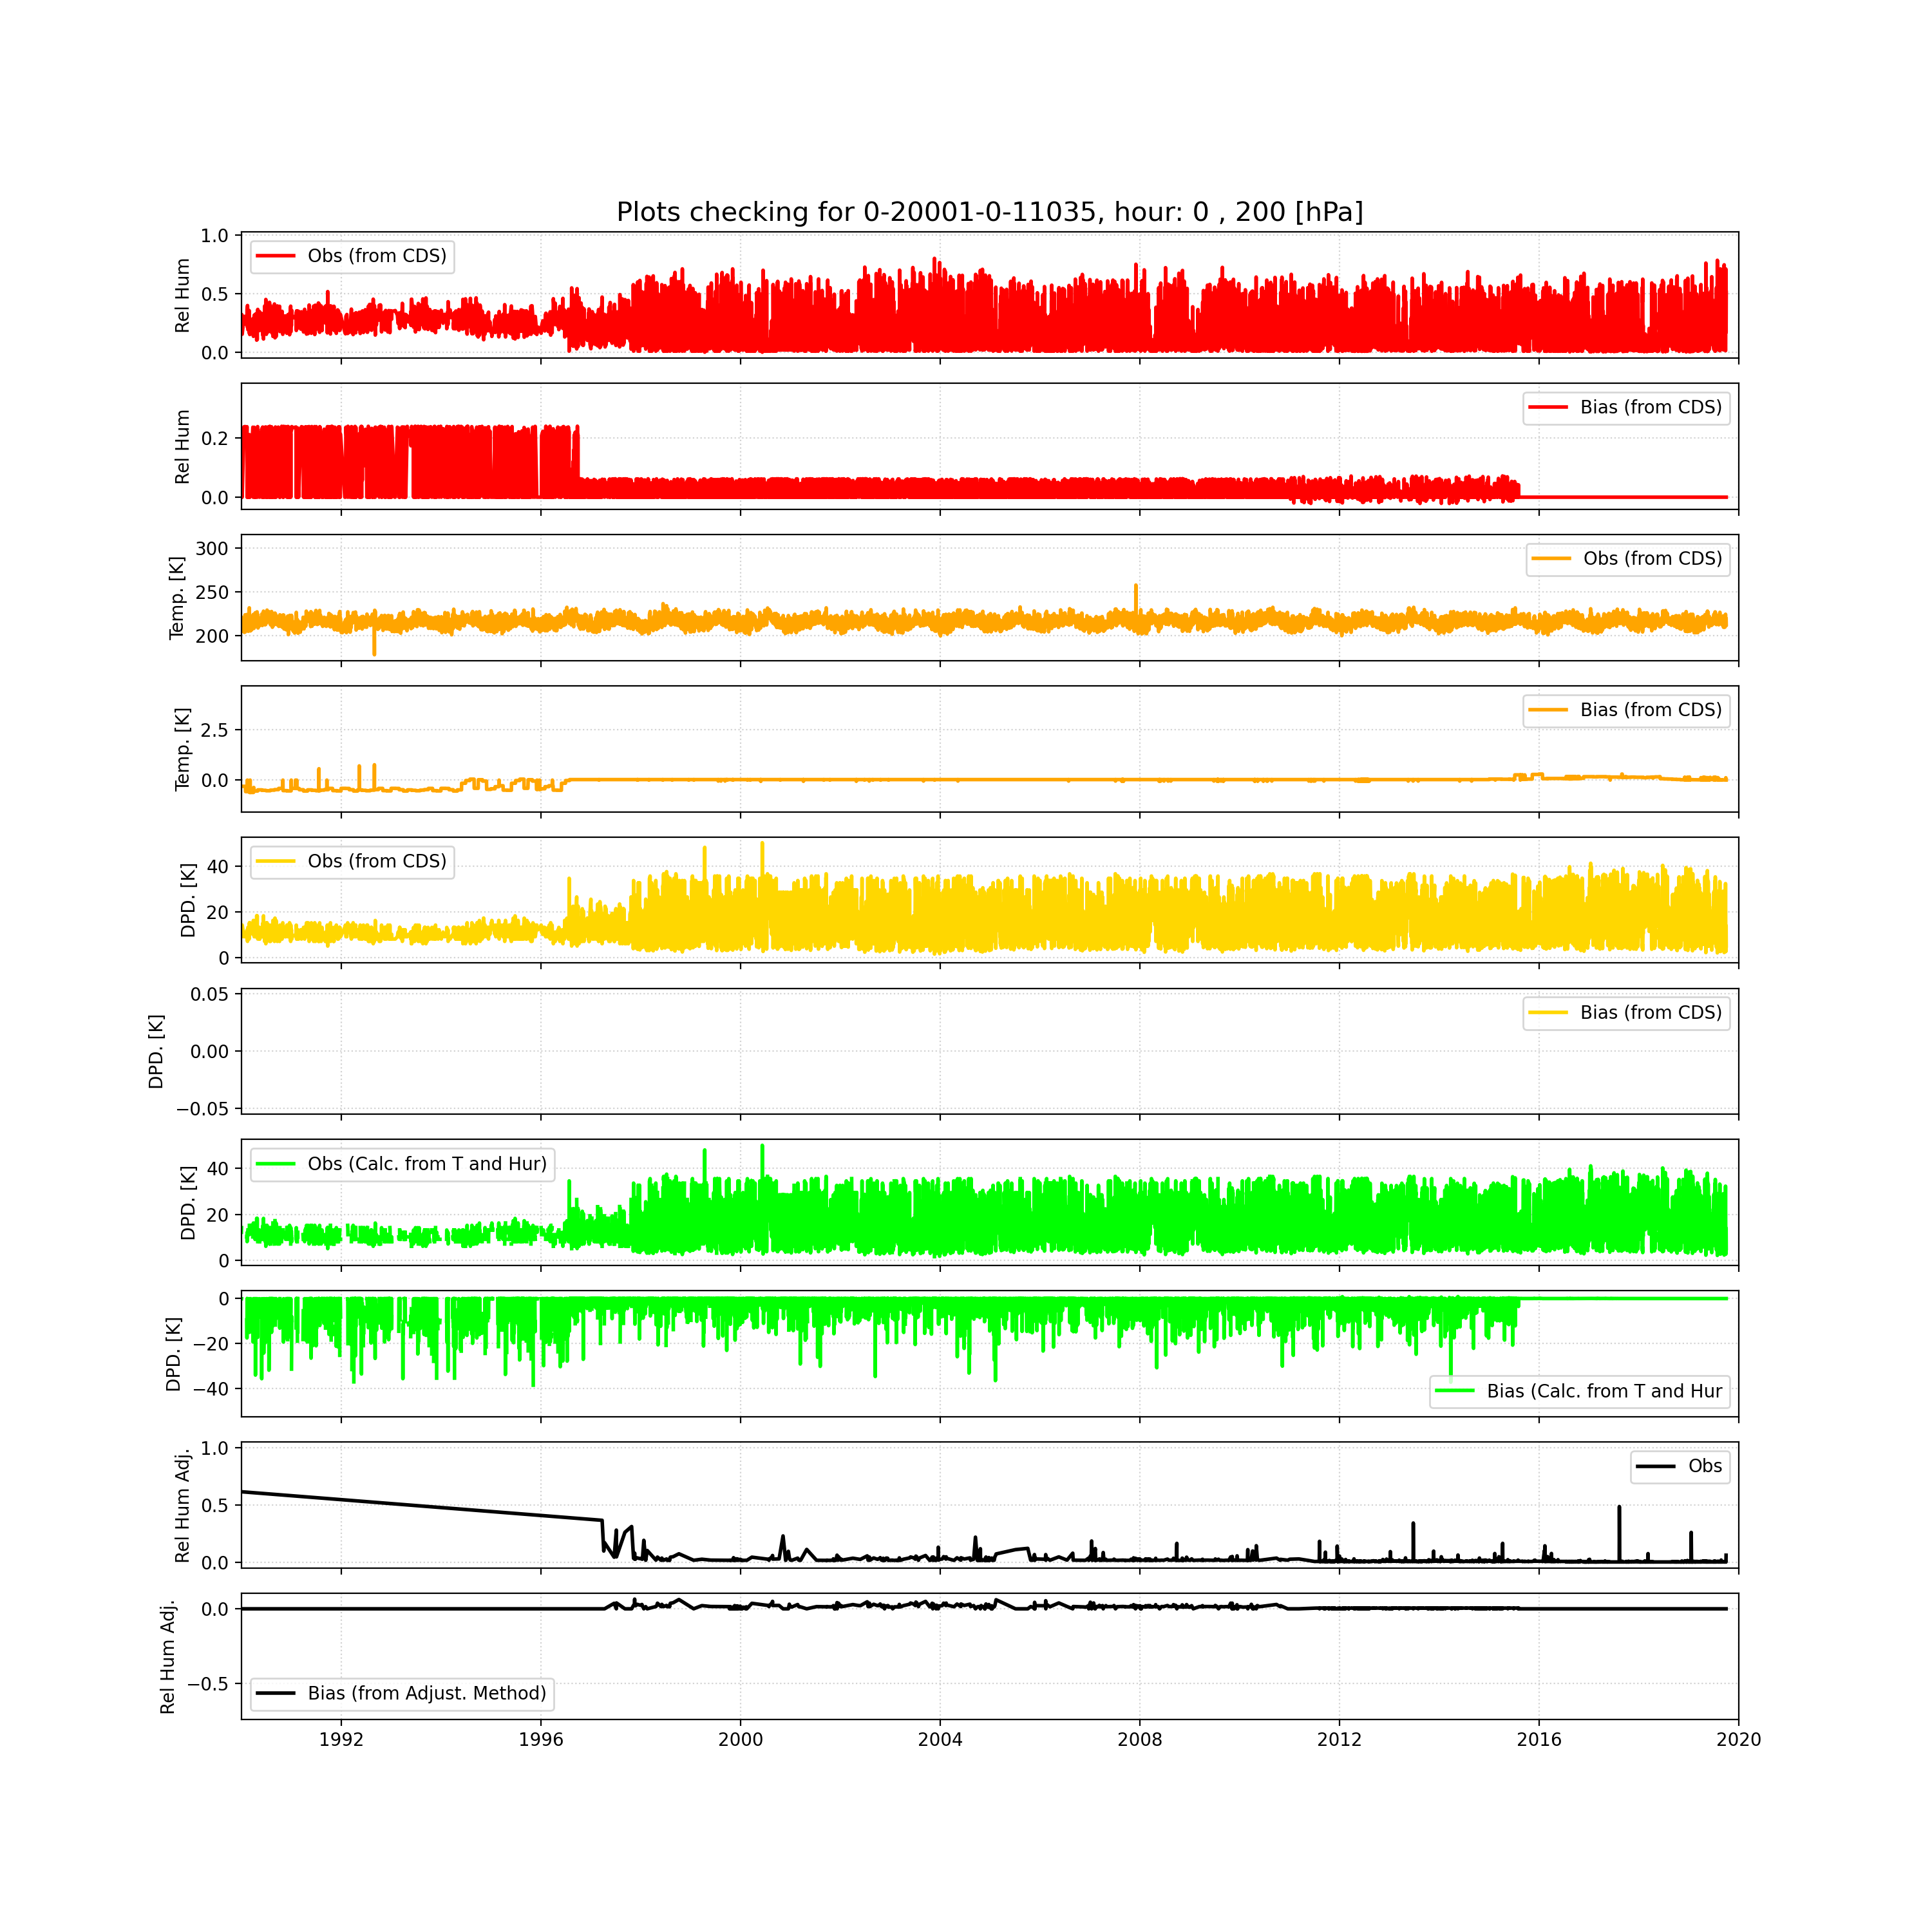 Plots checking for 0-20001-0-11035, hour: 0 , 200 [hPa]
Rel Hum
1.0
0.5
0.0
Obs (from CDS)
Rel Hum
0.2
0.0
Bias (from CDS)
Temp. [K]
300
250
200
Obs (from CDS)
Temp. [K]
2.5
0.0
Bias (from CDS)
DPD. [K]
40
20
0
Obs (from CDS)
DPD. [K]
0.05
0.00
−0.05
Bias (from CDS)
DPD. [K]
40
20
0
Obs (Calc. from T and Hur)
DPD. [K]
0
−20
−40
Bias (Calc. from T and Hur
Rel Hum Adj.
1.0
0.5
0.0
Obs
Rel Hum Adj.
0.0
−0.5
Bias (from Adjust. Method)
1992 1996 2000 2004 2008 2012 2016 2020